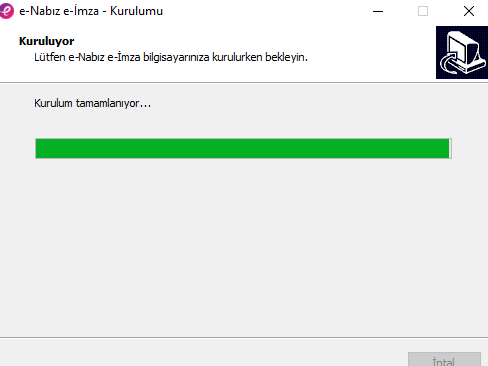 e-Nabız e-İmza - Kurulumu
Kuruluyor
Lütfen e-Nabız e-İmza bilgisayarınıza kurulurken bekleyin.
Kurulum tamamlanıyor...
İptal